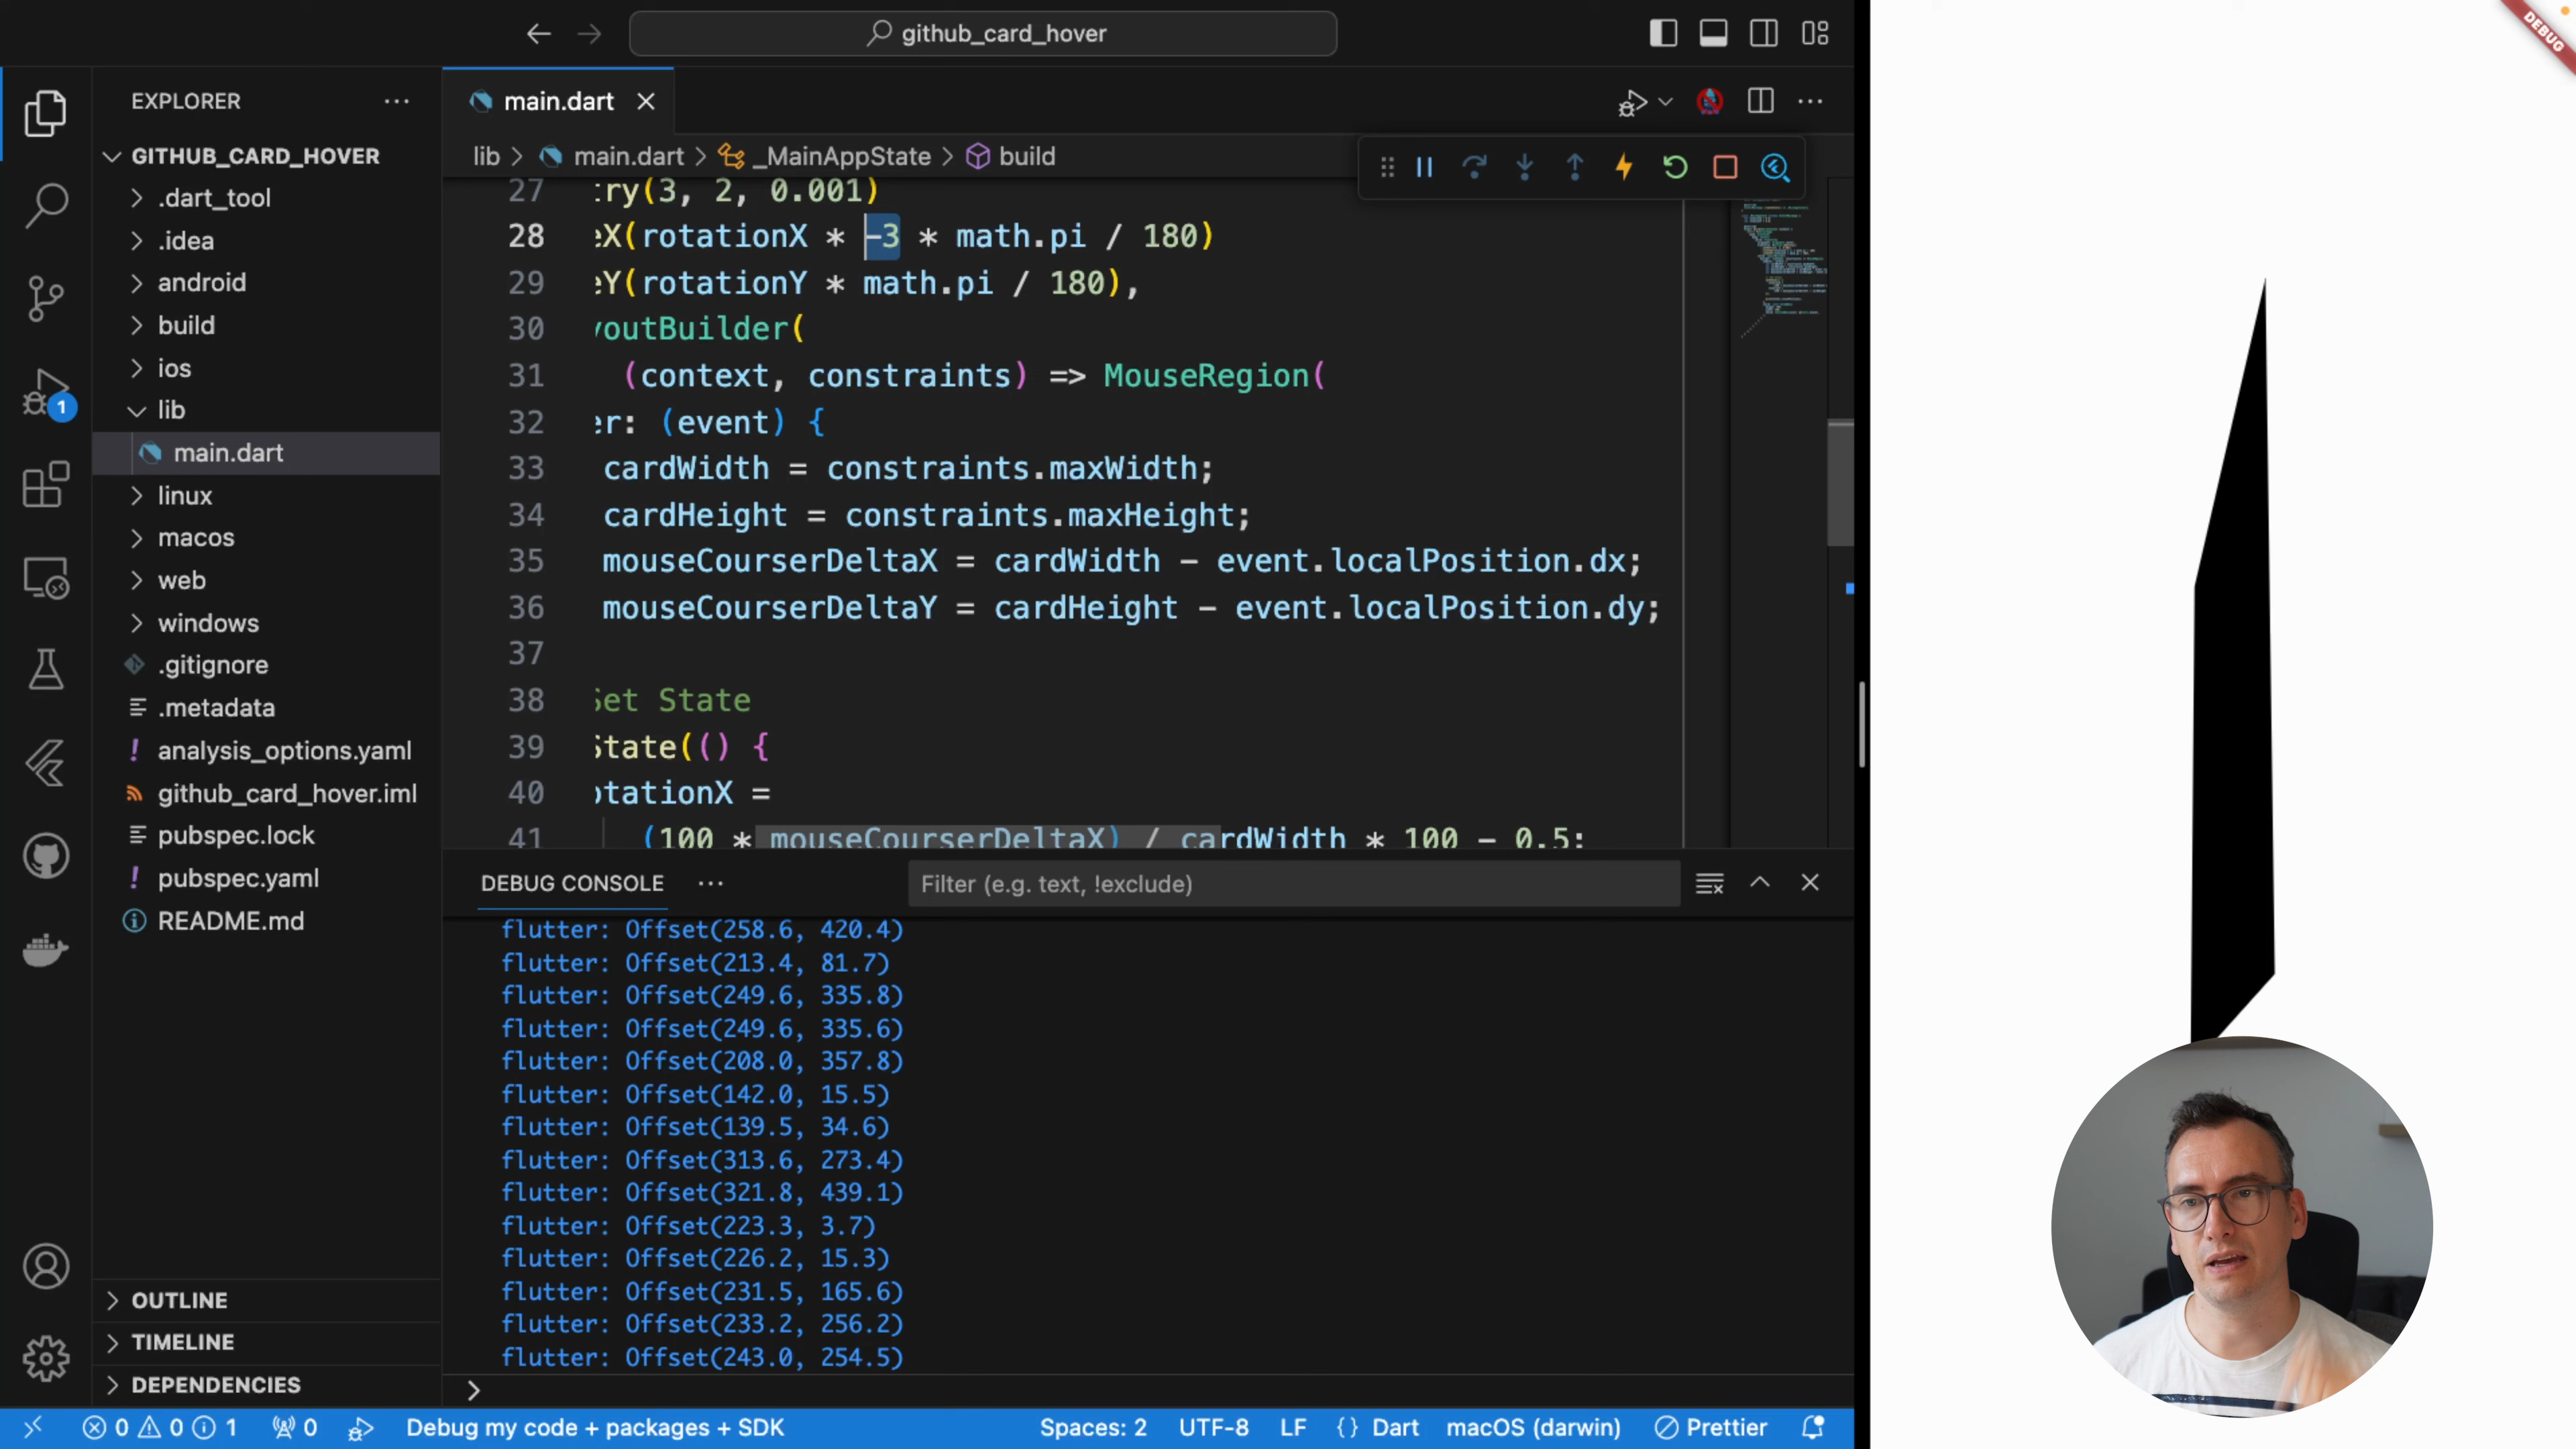 github_card_hover
DEBUG
EXPLORER
main.dart
lib > main.dart > _MainAppState > build
GITHUB_CARD_HOVER
.dart_tool
.idea
android
build
ios
lib
main.dart
linux
macos
web
windows
.gitignore
.metadata
analysis_options.yaml
github_card_hover.iml
pubspec.lock
pubspec.yaml
README.md
OUTLINE
TIMELINE
DEPENDENCIES
1
27 try(3, 2, 0.001)
28 eX(rotationX * -3 * math.pi / 180)
29 eY(rotationY * math.pi / 180),
30 youtBuilder(
31 (context, constraints) => MouseRegion(
32 er: (event) {
33 cardWidth = constraints.maxWidth;
34 cardHeight = constraints.maxHeight;
35 mouseCourserDeltaX = cardWidth - event.localPosition.dx;
36 mouseCourserDeltaY = cardHeight - event.localPosition.dy;
37
38 Set State
39 State(() {
40 otationX =
41 (100 * mouseCourserDeltaX) / cardWidth * 100 - 0.5;
DEBUG CONSOLE
Filter (e.g. text, !exclude)
flutter: Offset(258.6, 420.4)
flutter: Offset(213.4, 81.7)
flutter: Offset(249.6, 335.8)
flutter: Offset(249.6, 335.6)
flutter: Offset(208.0, 357.8)
flutter: Offset(142.0, 15.5)
flutter: Offset(139.5, 34.6)
flutter: Offset(313.6, 273.4)
flutter: Offset(321.8, 439.1)
flutter: Offset(223.3, 3.7)
flutter: Offset(226.2, 15.3)
flutter: Offset(231.5, 165.6)
flutter: Offset(233.2, 256.2)
flutter: Offset(243.0, 254.5)
0 0 1 0 Debug my code + packages + SDK Spaces: 2 UTF-8 LF {} Dart macOS (darwin) Prettier